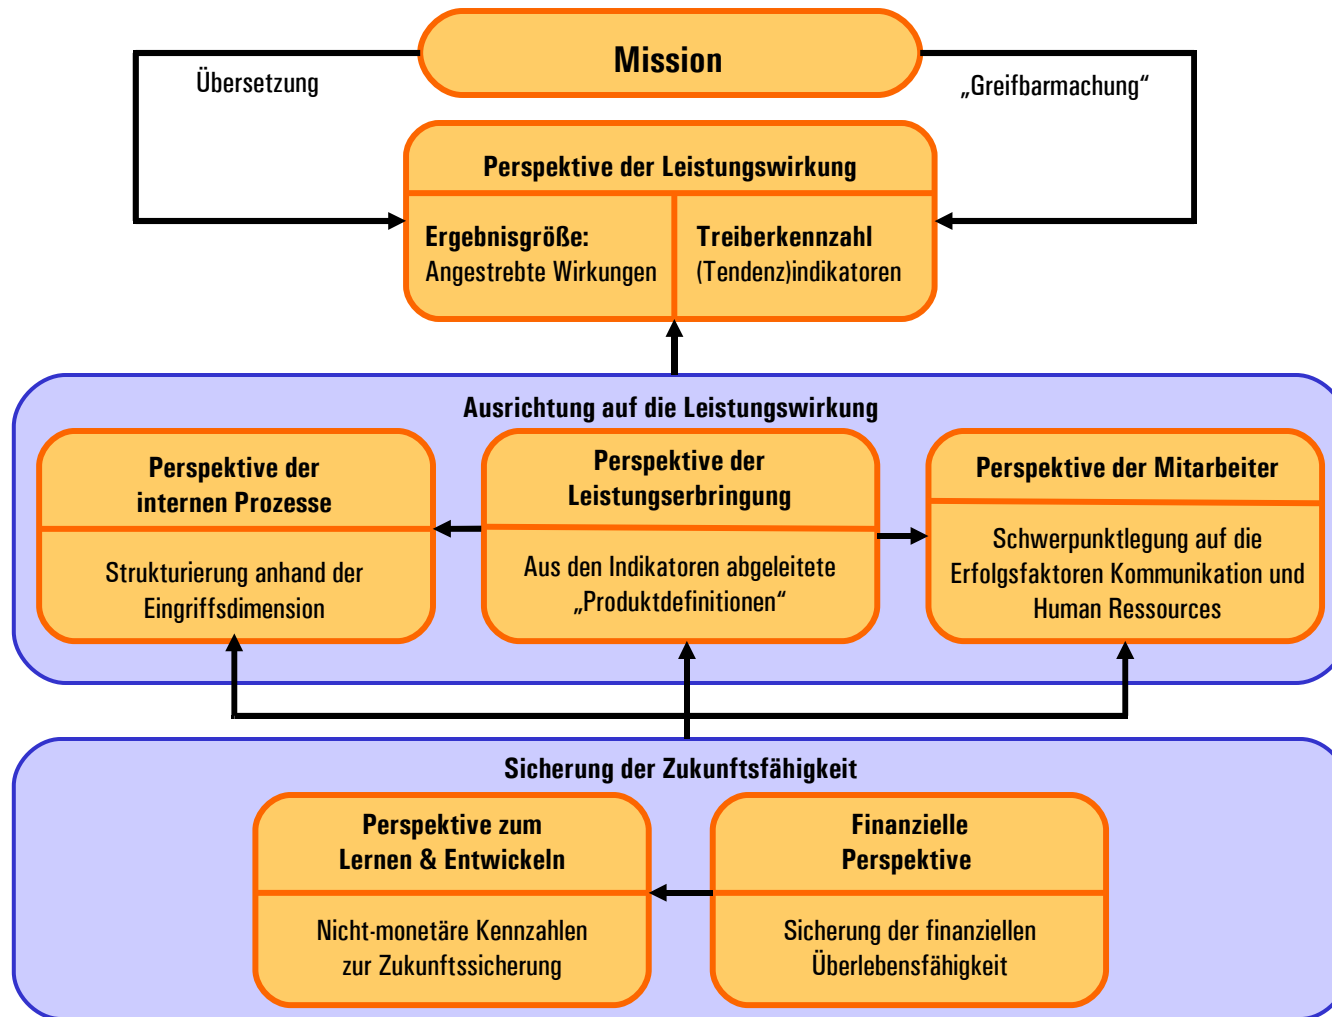 Mission
Übersetzung
„Greifbarmachung“
Perspektive der Leistungswirkung
Ergebnisgröße:
Angestrebte Wirkungen
Treiberkennzahl
(Tendenz)indikatoren
Ausrichtung auf die Leistungswirkung
Perspektive der
internen Prozesse
Strukturierung anhand der
Eingriffsdimension
Perspektive der
Leistungserbringung
Aus den Indikatoren abgeleitete
„Produktdefinitionen“
Perspektive der Mitarbeiter
Schwerpunktlegung auf die
Erfolgsfaktoren Kommunikation und
Human Ressources
Sicherung der Zukunftsfähigkeit
Perspektive zum
Lernen & Entwickeln
Nicht-monetäre Kennzahlen
zur Zukunftssicherung
Finanzielle
Perspektive
Sicherung der finanziellen
Überlebensfähigkeit